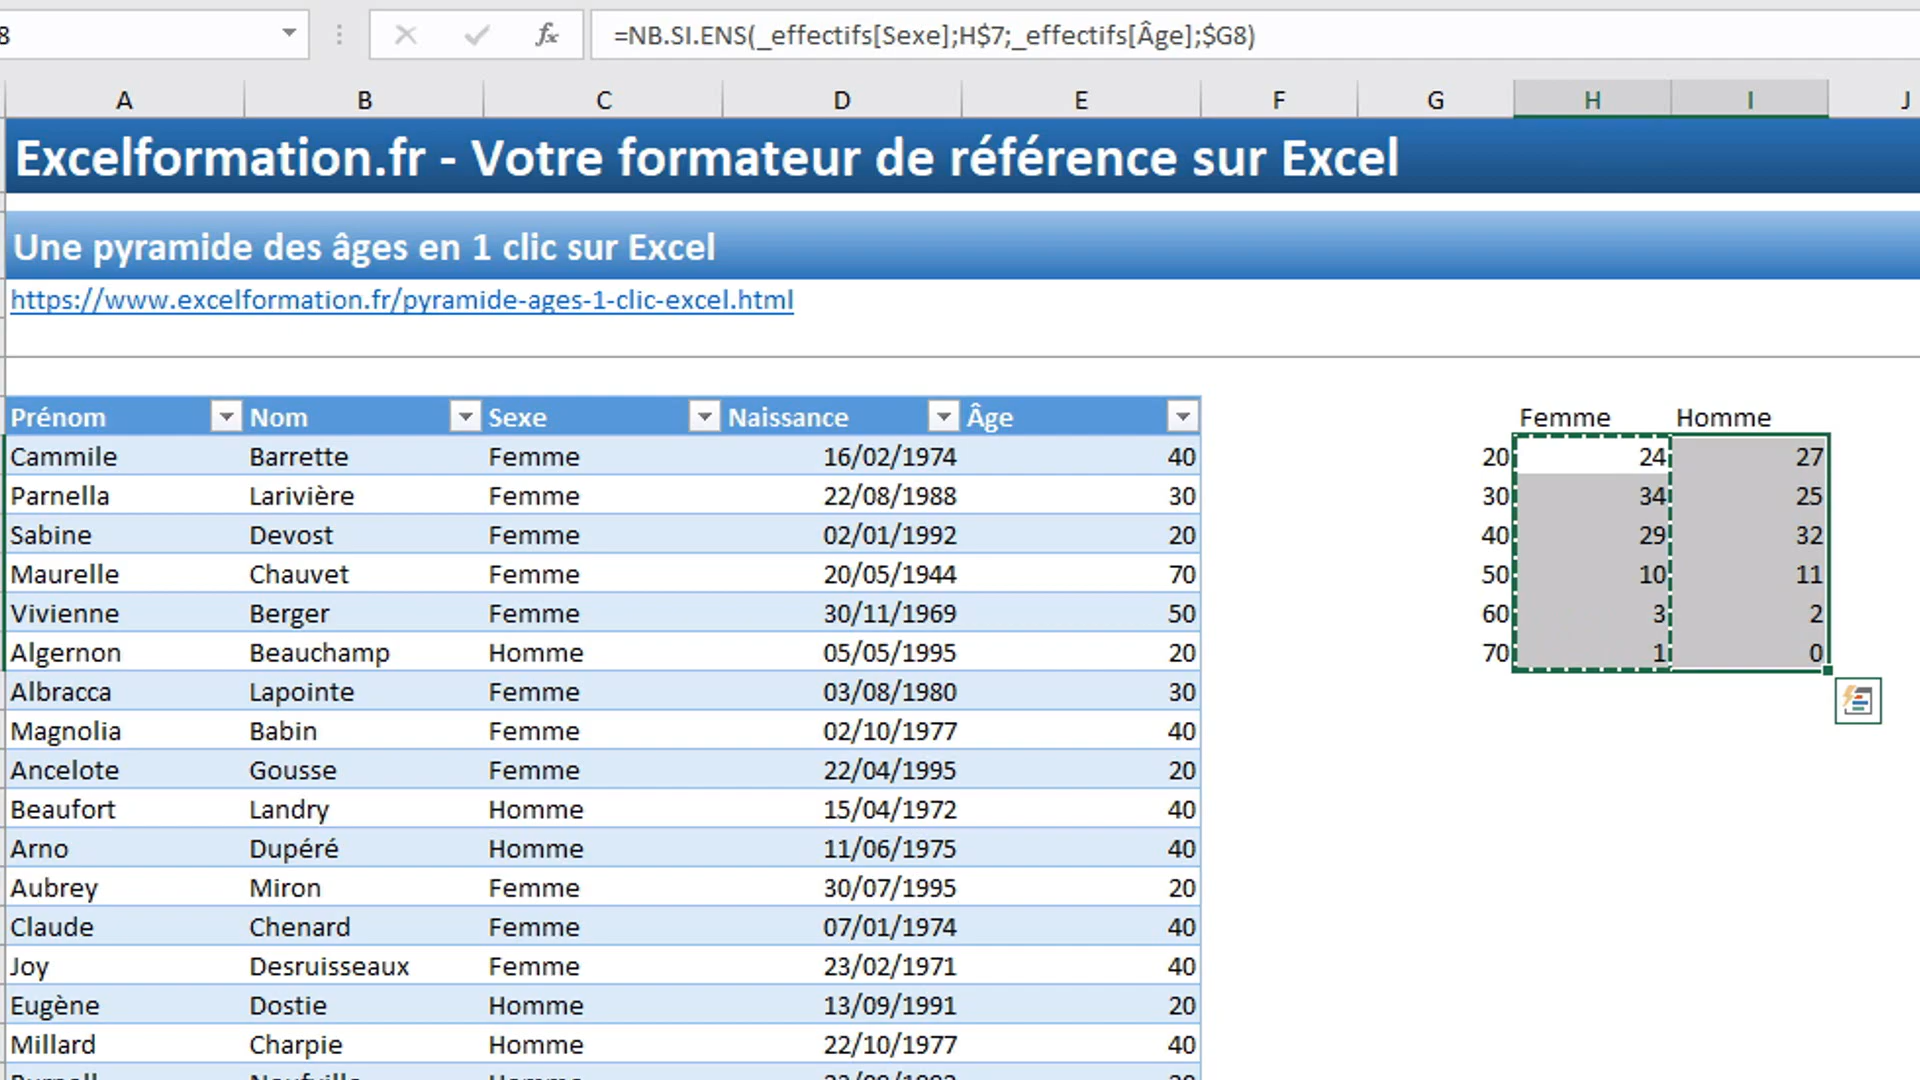 8 fx =NB.SI.ENS(_effectifs[Sexe];H$7;_effectifs[Âge];$G8)
A B C D E F G H I J
Excelformation.fr - Votre formateur de référence sur Excel
Une pyramide des âges en 1 clic sur Excel
https://www.excelformation.fr/pyramide-ages-1-clic-excel.html
Prénom Nom Sexe Naissance Âge Femme Homme
Cammile Barrette Femme 16/02/1974 40 20 24 27
Parnella Larivière Femme 22/08/1988 30 30 34 25
Sabine Devost Femme 02/01/1992 20 40 29 32
Maurelle Chauvet Femme 20/05/1944 70 50 10 11
Vivienne Berger Femme 30/11/1969 50 60 3 2
Algernon Beauchamp Homme 05/05/1995 20 70 1 0
Albracca Lapointe Femme 03/08/1980 30
Magnolia Babin Femme 02/10/1977 40
Ancelote Gousse Femme 22/04/1995 20
Beaufort Landry Homme 15/04/1972 40
Arno Dupéré Homme 11/06/1975 40
Aubrey Miron Femme 30/07/1995 20
Claude Chenard Femme 07/01/1974 40
Joy Desruisseaux Femme 23/02/1971 40
Eugène Dostie Homme 13/09/1991 20
Millard Charpie Homme 22/10/1977 40